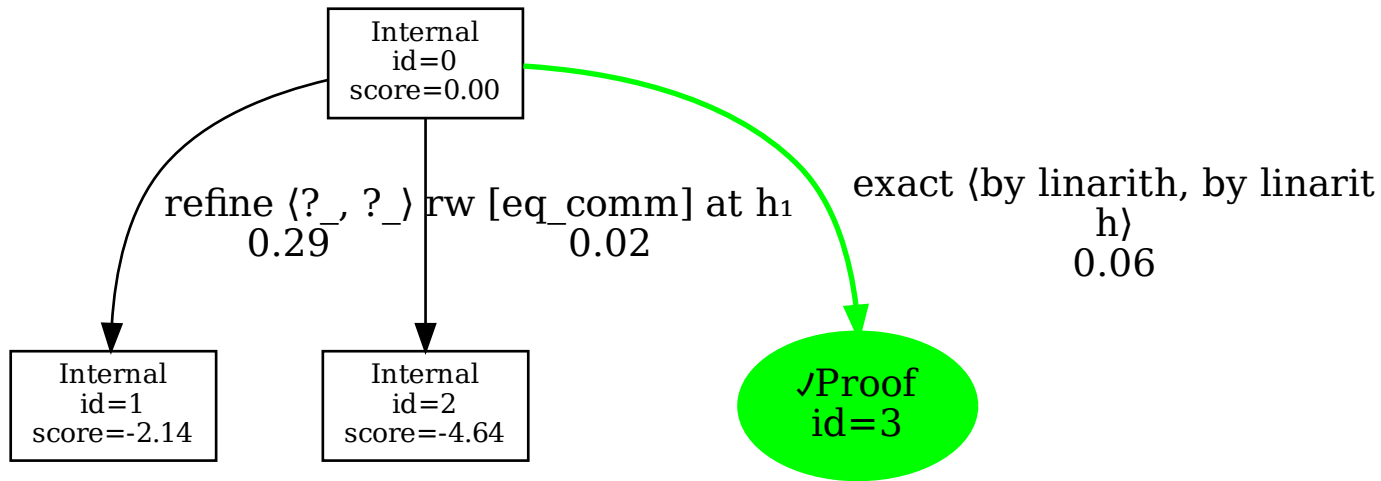 Internal
id=0
score=0.00
refine ⟨?_, ?_⟩
0.29
rw [eq_comm] at h₁
0.02
exact ⟨by linarith, by linarit
h⟩
0.06
Internal
id=1
score=-2.14
Internal
id=2
score=-4.64
✓Proof
id=3